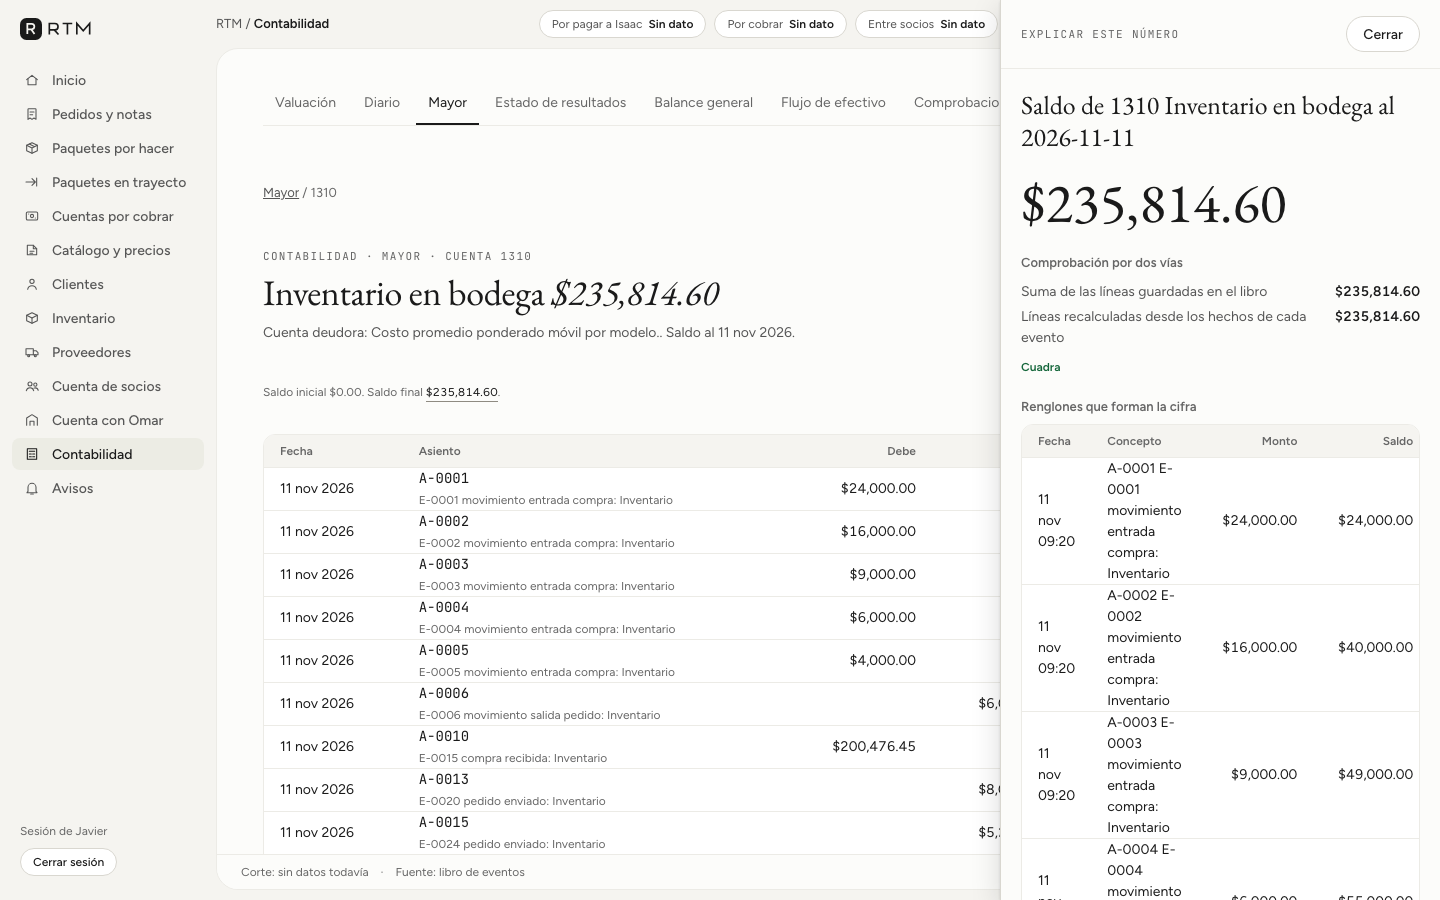 R RTM
Inicio
Pedidos y notas
Paquetes por hacer
Paquetes en trayecto
Cuentas por cobrar
Catálogo y precios
Clientes
Inventario
Proveedores
Cuenta de socios
Cuenta con Omar
Contabilidad
Avisos
Sesión de Javier
Cerrar sesión
RTM / Contabilidad
Por pagar a Isaac Sin dato
Por cobrar Sin dato
Entre socios Sin dato
Valuación Diario Mayor Estado de resultados Balance general Flujo de efectivo Comprobacio
Mayor / 1310
CONTABILIDAD · MAYOR · CUENTA 1310
Inventario en bodega $235,814.60
Cuenta deudora: Costo promedio ponderado móvil por modelo.. Saldo al 11 nov 2026.
Saldo inicial $0.00. Saldo final $235,814.60.
Fecha Asiento Debe
11 nov 2026 A-0001 $24,000.00
E-0001 movimiento entrada compra: Inventario
11 nov 2026 A-0002 $16,000.00
E-0002 movimiento entrada compra: Inventario
11 nov 2026 A-0003 $9,000.00
E-0003 movimiento entrada compra: Inventario
11 nov 2026 A-0004 $6,000.00
E-0004 movimiento entrada compra: Inventario
11 nov 2026 A-0005 $4,000.00
E-0005 movimiento entrada compra: Inventario
11 nov 2026 A-0006 $6,
E-0006 movimiento salida pedido: Inventario
11 nov 2026 A-0010 $200,476.45
E-0015 compra recibida: Inventario
11 nov 2026 A-0013 $8,
E-0020 pedido enviado: Inventario
11 nov 2026 A-0015 $5,
E-0024 pedido enviado: Inventario
Corte: sin datos todavía · Fuente: libro de eventos
EXPLICAR ESTE NÚMERO
Cerrar
Saldo de 1310 Inventario en bodega al
2026-11-11
$235,814.60
Comprobación por dos vías
Suma de las líneas guardadas en el libro $235,814.60
Líneas recalculadas desde los hechos de cada $235,814.60
evento
Cuadra
Renglones que forman la cifra
Fecha Concepto Monto Saldo
A-0001 E-
0001
11 movimiento
nov entrada $24,000.00 $24,000.00
09:20 compra:
Inventario
A-0002 E-
0002
11 movimiento
nov entrada $16,000.00 $40,000.00
09:20 compra:
Inventario
A-0003 E-
0003
11 movimiento
nov entrada $9,000.00 $49,000.00
09:20 compra:
Inventario
A-0004 E-
0004
11 movimiento